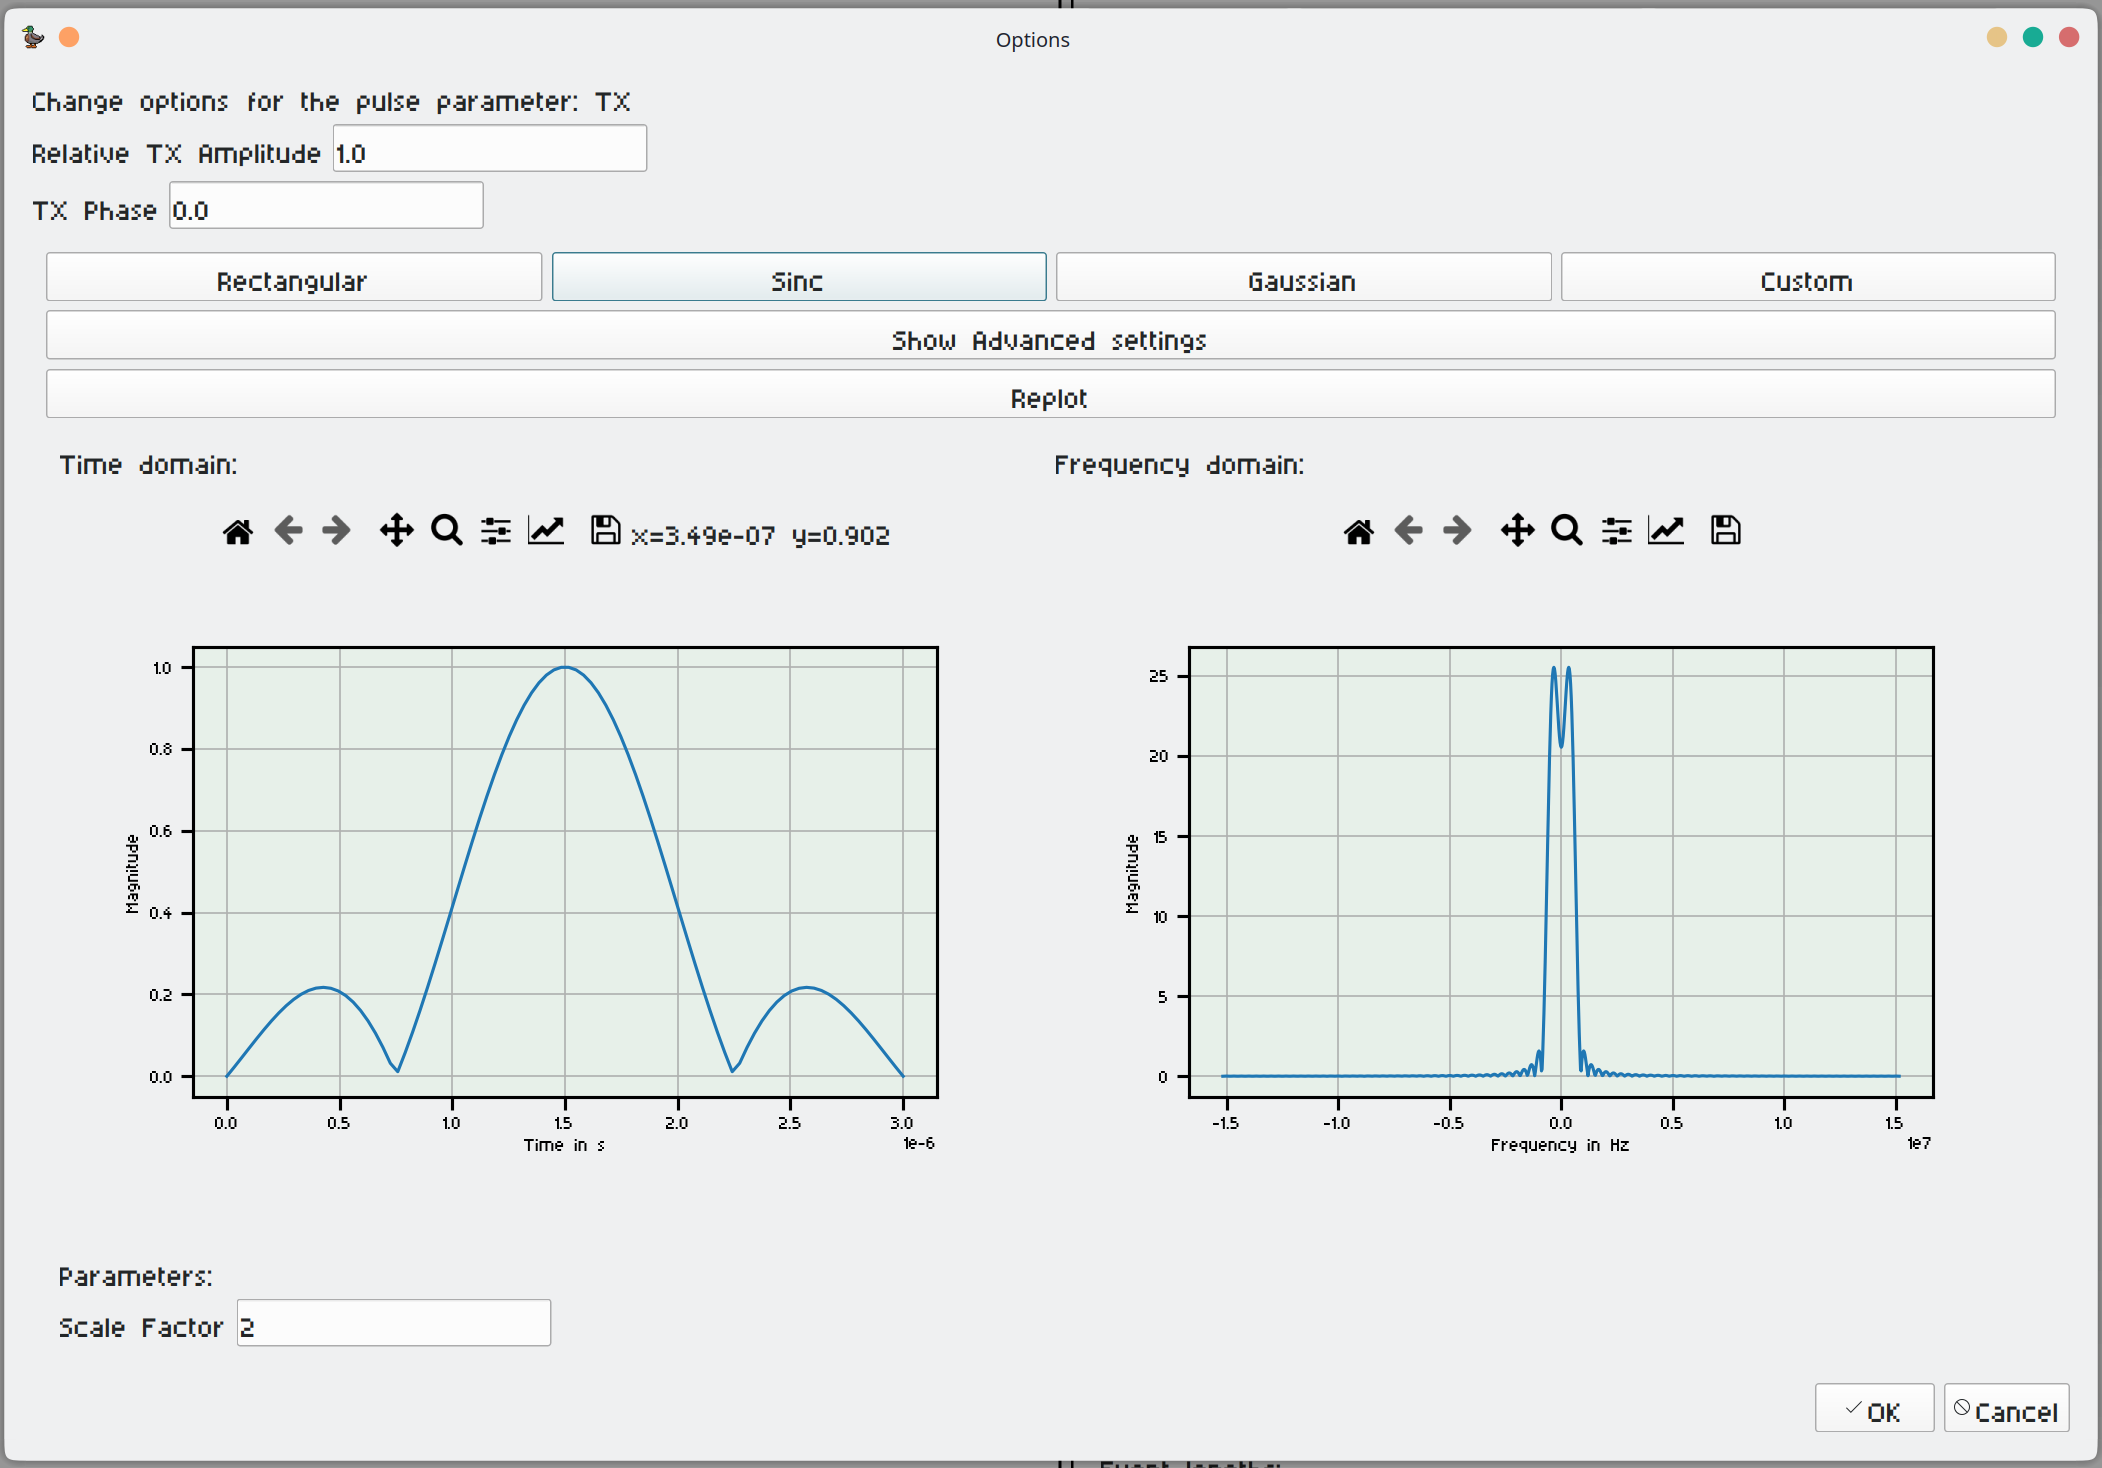 Options
Change options for the pulse parameter: TX
Relative TX Amplitude 1.0
TX Phase 0.0
Rectangular Sinc Gaussian Custom
Show Advanced settings
Replot
Time domain: Frequency domain:
x=3.49e-07 y=0.902
1.0
0.8
0.6
0.4
0.2
0.0
Magnitude
0.0 0.5 1.0 1.5 2.0 2.5 3.0
Time in s
1e-6
25
20
15
10
5
0
Magnitude
-1.5 -1.0 -0.5 0.0 0.5 1.0 1.5
Frequency in Hz
1e7
Parameters:
Scale Factor 2
OK Cancel